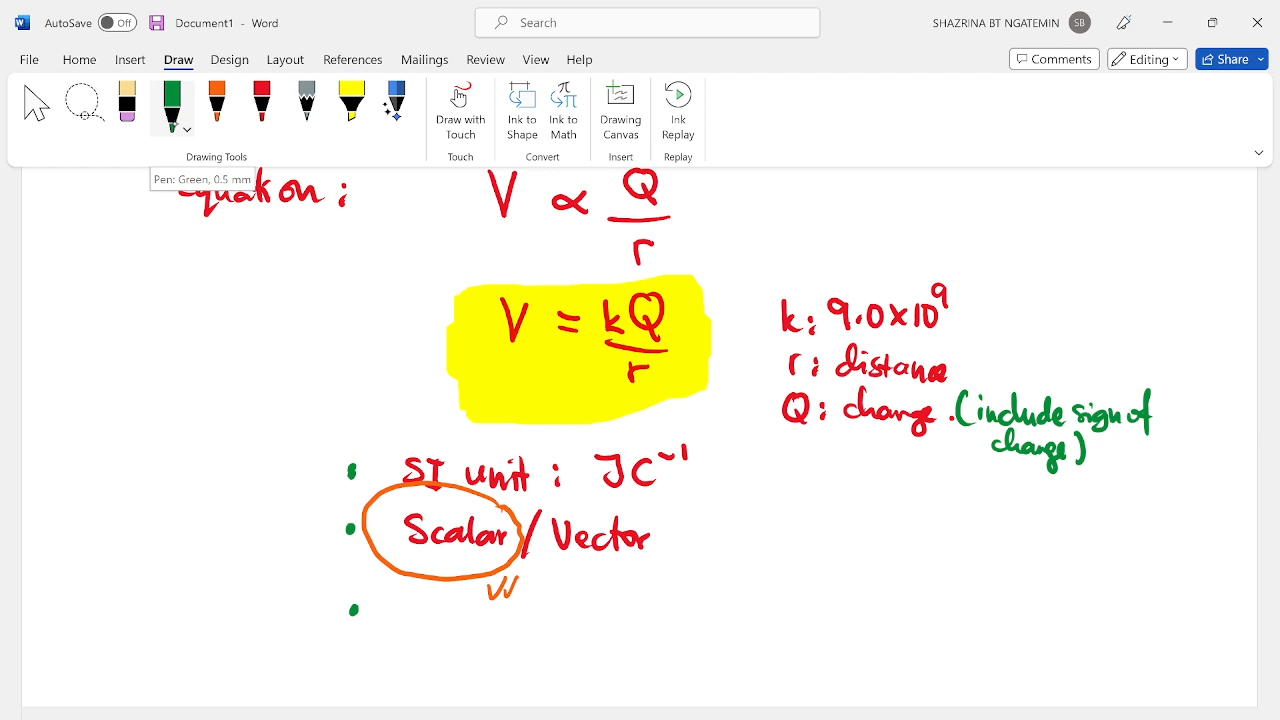 AutoSave Off Document1 - Word Search SHAZRINA BT NGATEMIN SB
File Home Insert Draw Design Layout References Mailings Review View Help Comments Editing Share
Draw with Touch
Ink to Shape
Ink to Math
Drawing Canvas
Ink Replay
Drawing Tools Touch Convert Insert Replay
Pen: Green, 0.5 mm
Equation : V ∝ Q/r
V = kQ/r
k : 9.0x10⁹
r : distance
Q : charge . (include sign of
charge)
• SI unit : JC⁻¹
• Scalar / Vector
•